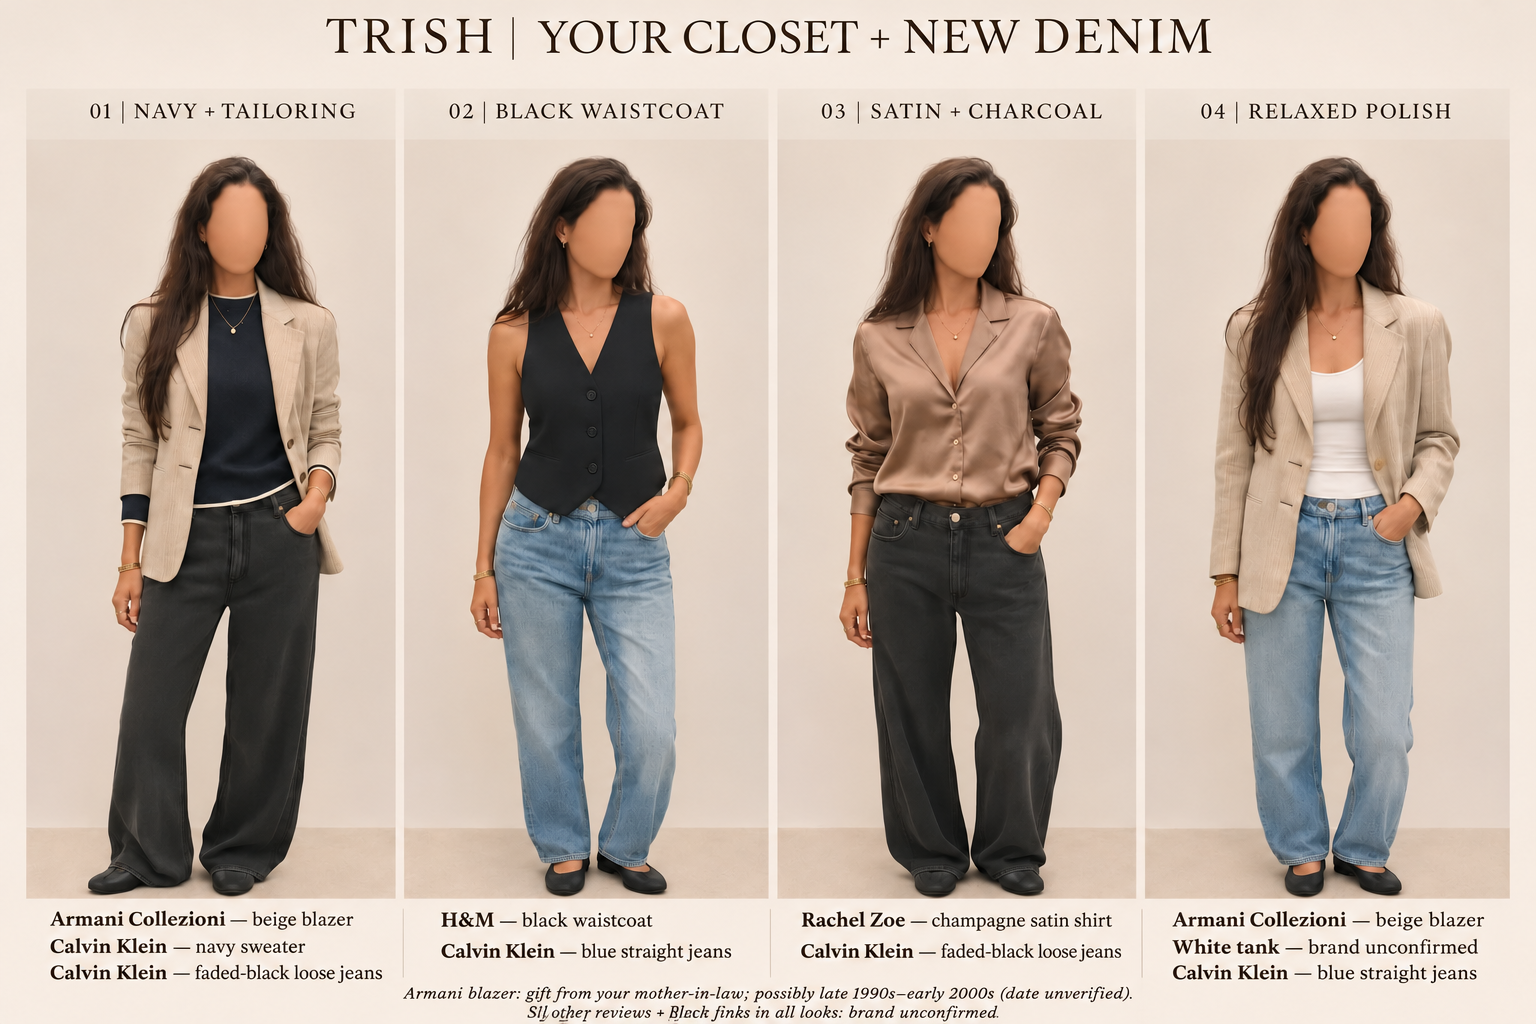 TRISH | YOUR CLOSET + NEW DENIM
01 | NAVY + TAILORING
02 | BLACK WAISTCOAT
03 | SATIN + CHARCOAL
04 | RELAXED POLISH
Armani Collezioni — beige blazer
Calvin Klein — navy sweater
Calvin Klein — faded-black loose jeans
H&M — black waistcoat
Calvin Klein — blue straight jeans
Rachel Zoe — champagne satin shirt
Calvin Klein — faded-black loose jeans
Armani Collezioni — beige blazer
White tank — brand unconfirmed
Calvin Klein — blue straight jeans
Armani blazer: gift from your mother-in-law; possibly late 1990s–early 2000s (date unverified).
other reviews + in all looks: brand unconfirmed.